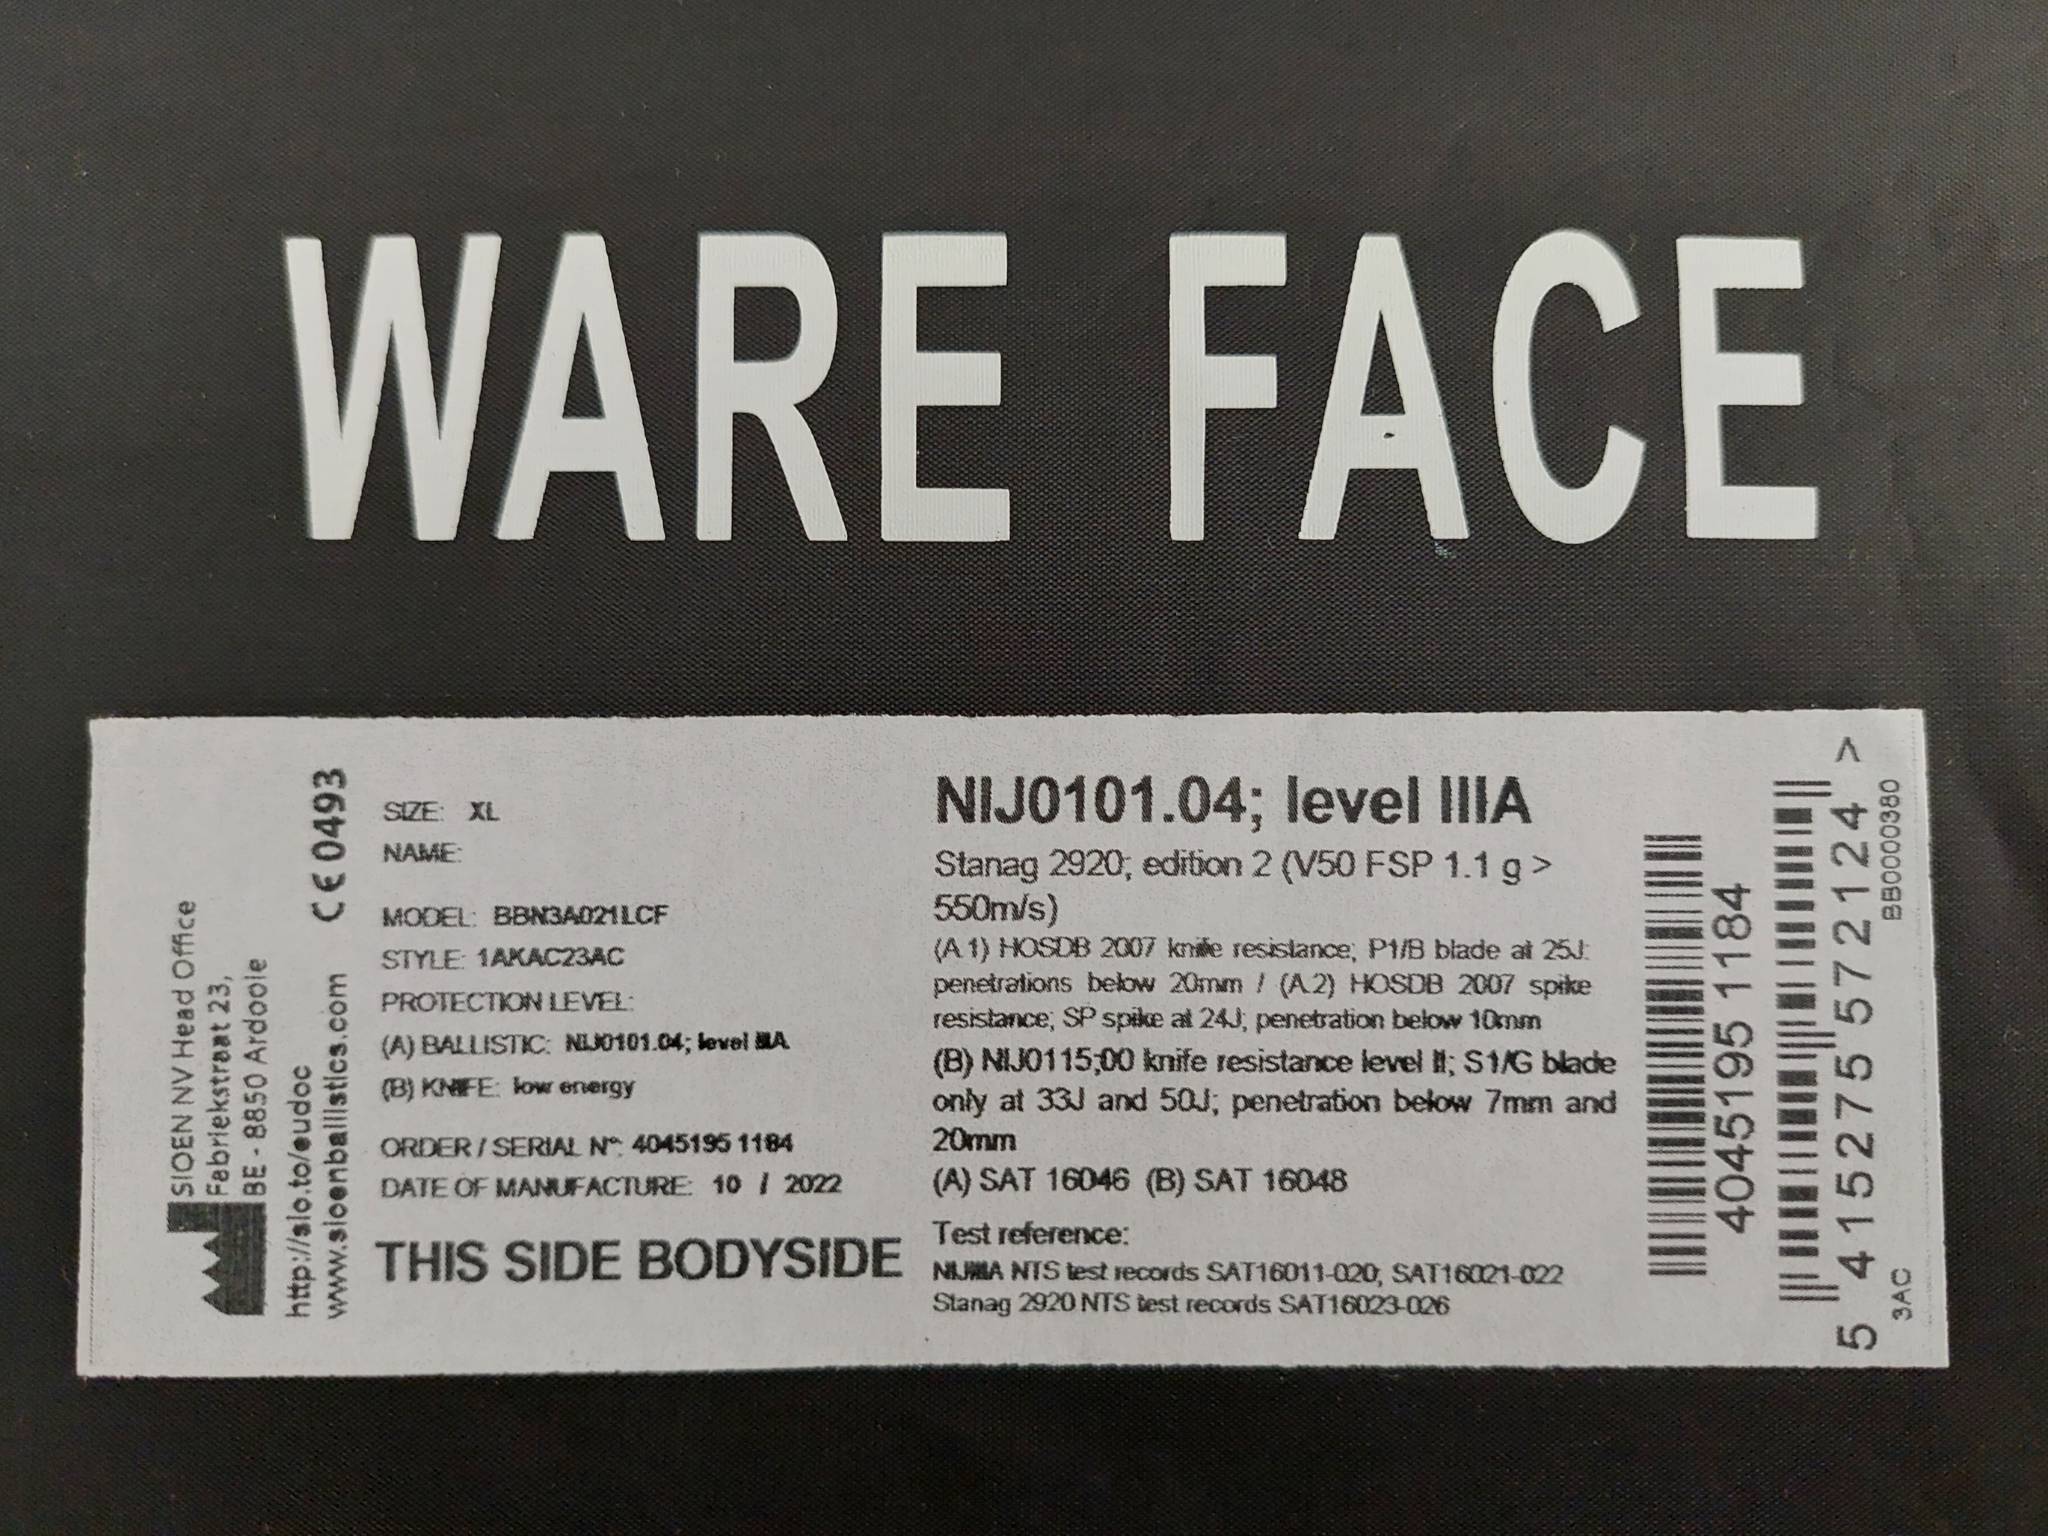 WARE FACE
SIOEN NV Head Office
Fabriekstraat 23,
BE - 8850 Ardooie
http://sio.to/eudoc
www.sioenballistics.com
CE 0493
SIZE: XL
NAME:
MODEL: BBN3A021LCF
STYLE: 1AKAC23AC
PROTECTION LEVEL:
(A) BALLISTIC: NIJ0101.04; level IIIA
(B) KNIFE: low energy
ORDER / SERIAL N°: 4045195 1184
DATE OF MANUFACTURE: 10 / 2022
THIS SIDE BODYSIDE
NIJ0101.04; level IIIA
Stanag 2920; edition 2 (V50 FSP 1.1 g >
550m/s)
(A.1) HOSDB 2007 knife resistance; P1/B blade at 25J:
penetrations below 20mm / (A.2) HOSDB 2007 spike
resistance; SP spike at 24J; penetration below 10mm
(B) NIJ0115;00 knife resistance level II; S1/G blade
only at 33J and 50J; penetration below 7mm and
20mm
(A) SAT 16046 (B) SAT 16048
Test reference:
NIJIIIA NTS test records SAT16011-020; SAT16021-022
Stanag 2920 NTS test records SAT16023-026
4045195 1184
5 415275 572124 >
3AC
BB0000380